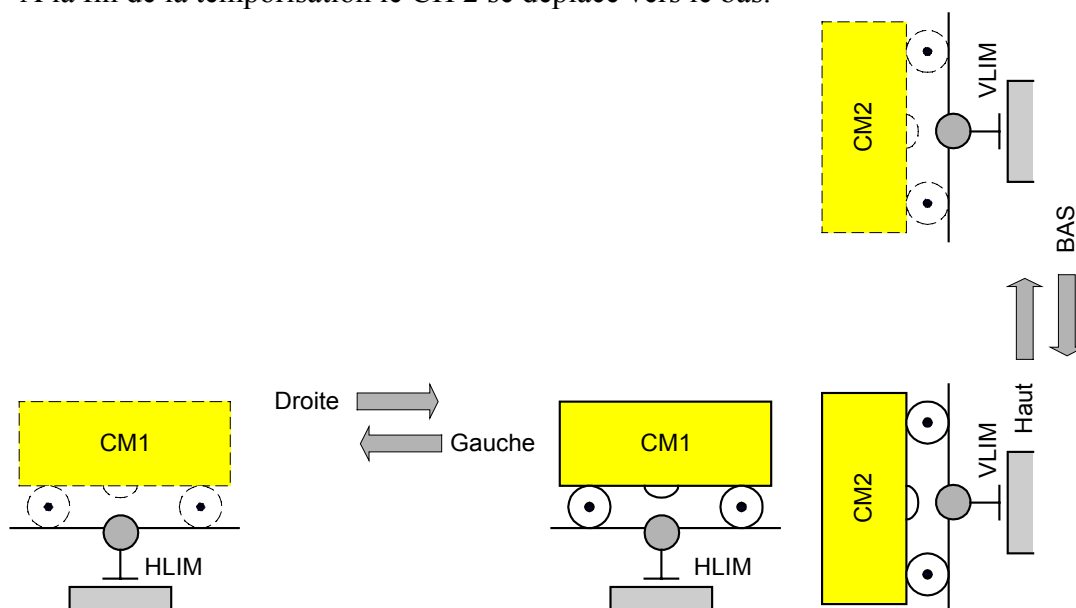 A la fin de la temporisation le CH 2 se déplace vers le bas.
CM2
VLIM
BAS
Haut
Droite
Gauche
CM1
CM1
CM2
VLIM
HLIM
HLIM